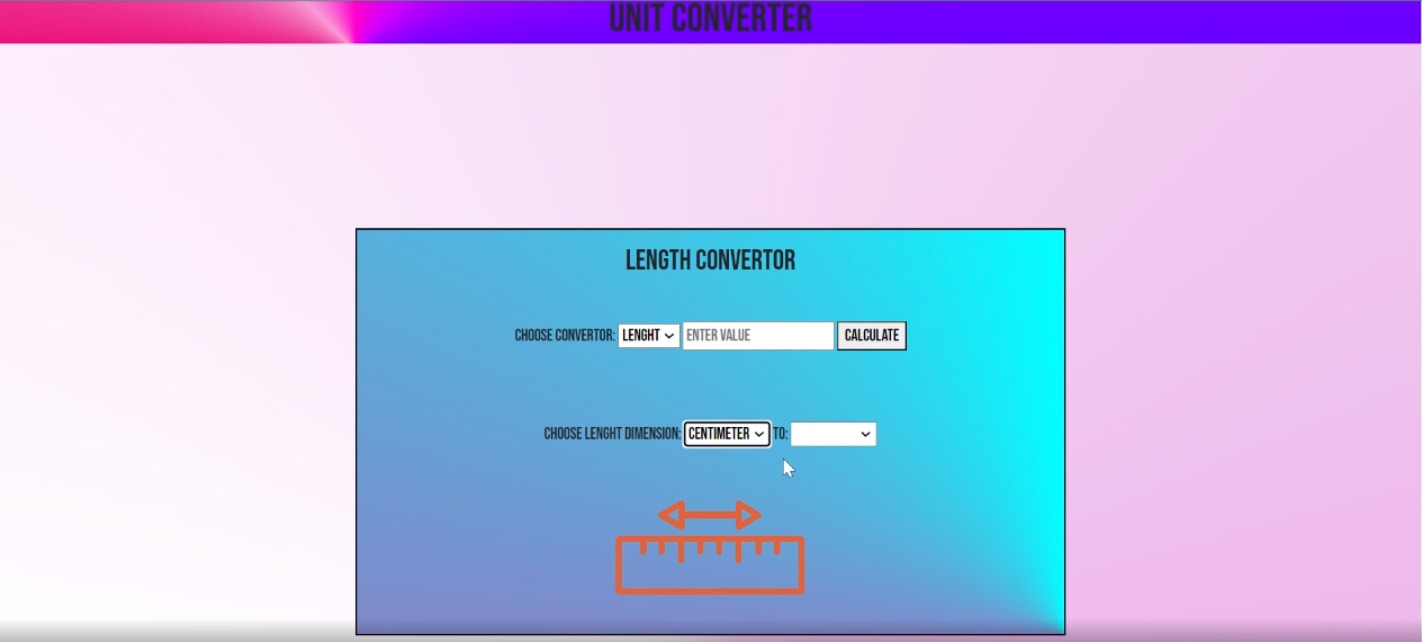 UNIT CONVERTER
LENGTH CONVERTOR
CHOOSE CONVERTOR: LENGHT ENTER VALUE CALCULATE
CHOOSE LENGHT DIMENSION: CENTIMETER TO: